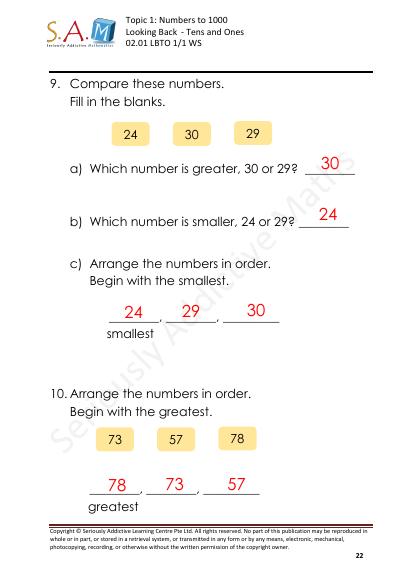 S.A.M
Seriously Addictive Mathematics
Topic 1: Numbers to 1000
Looking Back - Tens and Ones
02.01 LBTO 1/1 WS
9. Compare these numbers.
Fill in the blanks.
24 30 29
a) Which number is greater, 30 or 29? 30
b) Which number is smaller, 24 or 29? 24
c) Arrange the numbers in order.
Begin with the smallest.
24, 29, 30
smallest
10. Arrange the numbers in order.
Begin with the greatest.
73 57 78
78, 73, 57
greatest
Seriously Addictive Maths
Copyright © Seriously Addictive Learning Centre Pte Ltd. All rights reserved. No part of this publication may be reproduced in
whole or in part, or stored in a retrieval system, or transmitted in any form or by any means, electronic, mechanical,
photocopying, recording, or otherwise without the written permission of the copyright owner.
22